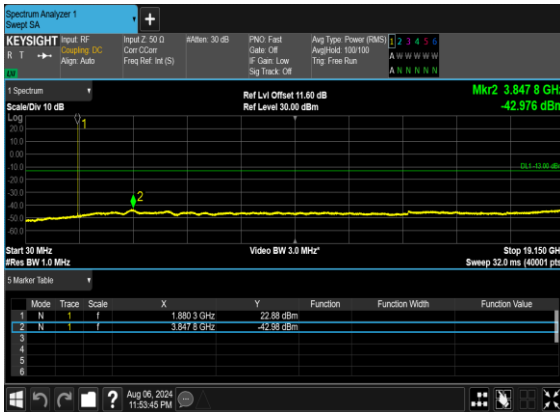 Spectrum Analyzer 1
Swept SA
+
KEYSIGHT
R T
LNI
Input: RF
Coupling: DC
Align: Auto
Input Z: 50 Ω
Corr CCorr
Freq Ref: Int (S)
#Atten: 30 dB
PNO: Fast
Gate: Off
IF Gain: Low
Sig Track: Off
Avg Type: Power (RMS)
Avg|Hold: 100/100
Trig: Free Run
1 2 3 4 5 6
A W W W W W
A N N N N N
1 Spectrum
Scale/Div 10 dB
Ref Lvl Offset 11.60 dB
Ref Level 30.00 dBm
Mkr2 3.847 8 GHz
-42.976 dBm
Log
20.0
10.0
0.00
-10.0
-20.0
-30.0
-40.0
-50.0
-60.0
1
2
DL1 -13.00 dBm
Start 30 MHz
#Res BW 1.0 MHz
Video BW 3.0 MHz*
Stop 19.150 GHz
Sweep 32.0 ms (40001 pts)
5 Marker Table
Mode Trace Scale X Y Function Function Width Function Value
1 N 1 f 1.880 3 GHz 22.88 dBm
2 N 1 f 3.847 8 GHz -42.98 dBm
3
4
5
6
?
Aug 06, 2024
11:53:45 PM